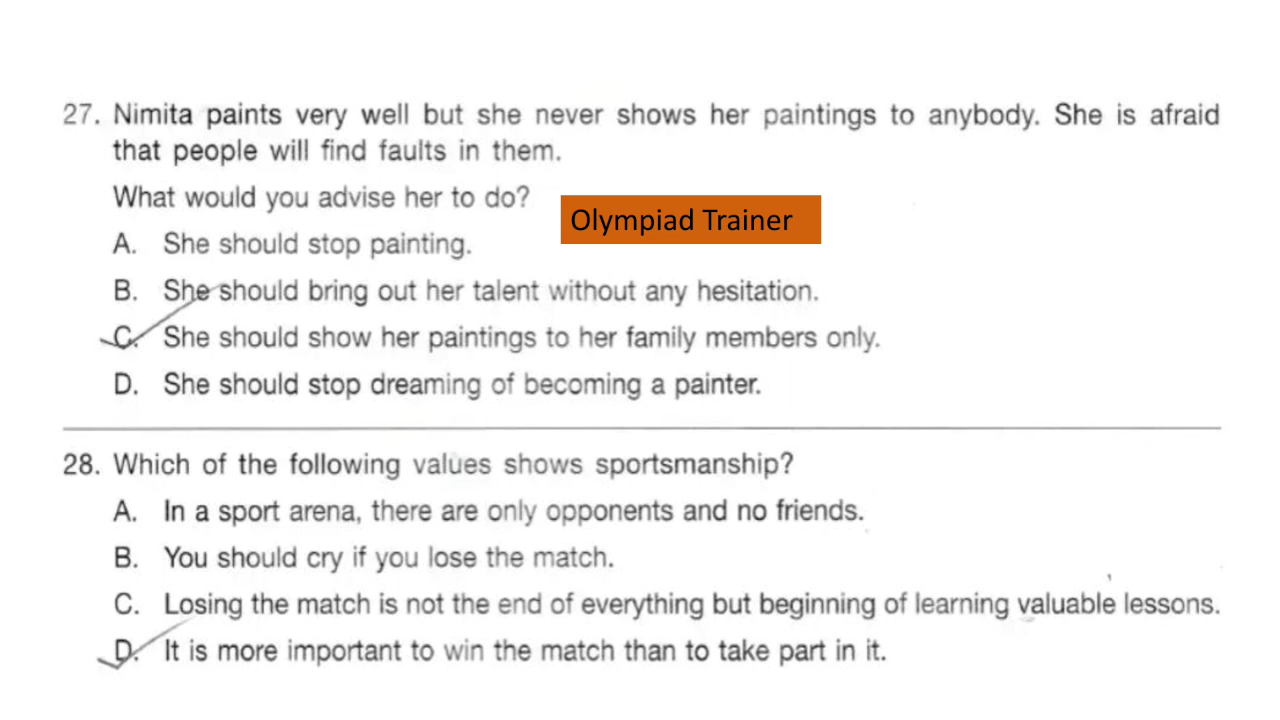 27. Nimita paints very well but she never shows her paintings to anybody. She is afraid
that people will find faults in them.
What would you advise her to do?
Olympiad Trainer
A. She should stop painting.
B. She should bring out her talent without any hesitation.
C. She should show her paintings to her family members only.
D. She should stop dreaming of becoming a painter.
28. Which of the following values shows sportsmanship?
A. In a sport arena, there are only opponents and no friends.
B. You should cry if you lose the match.
C. Losing the match is not the end of everything but beginning of learning valuable lessons.
D. It is more important to win the match than to take part in it.